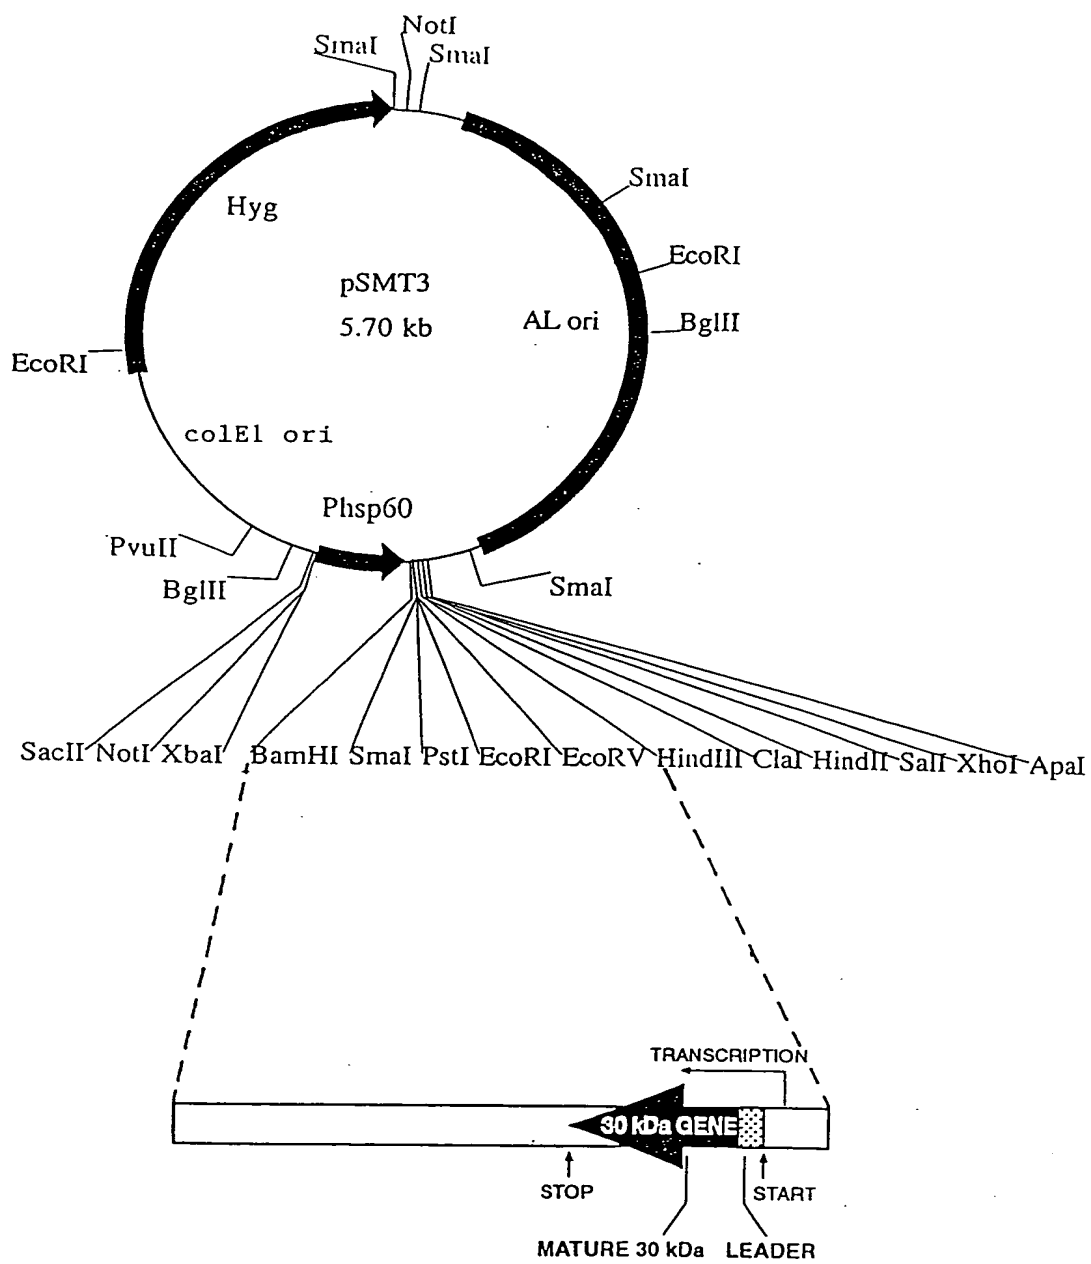 NotI
SmaI
SmaI
SmaI
Hyg
EcoRI
pSMT3
5.70 kb
AL ori
BglII
EcoRI
colEl ori
Phsp60
PvuII
BglII
SmaI
SacII NotI XbaI BamHI SmaI PstI EcoRI EcoRV HindIII ClaI HindII SalI XhoI ApaI
TRANSCRIPTION
30 kDa GENE
STOP
START
MATURE 30 kDa
LEADER